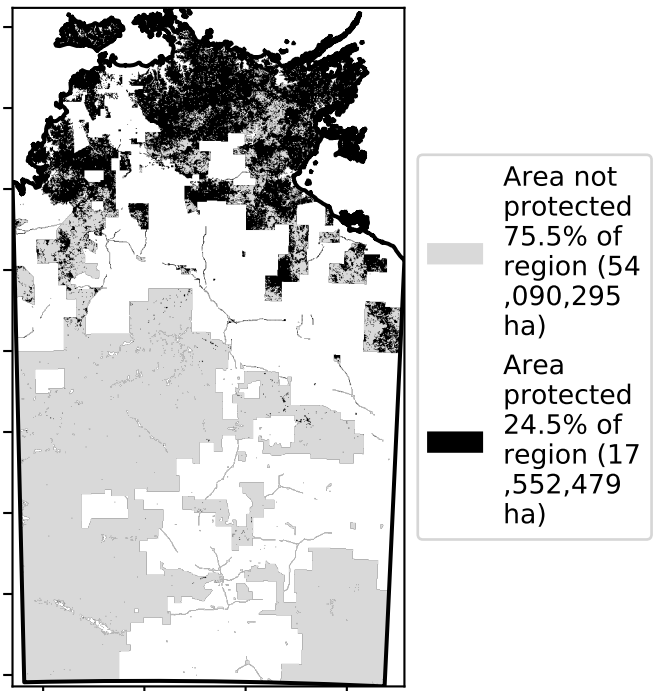 Area not
protected
75.5% of
region (54
,090,295
ha)
Area
protected
24.5% of
region (17
,552,479
ha)